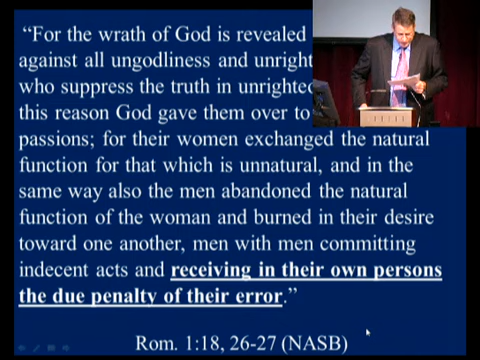 “For the wrath of God is revealed
against all ungodliness and
who suppress the truth in
this reason God gave them over to
passions; for their women exchanged the natural
function for that which is unnatural, and in the
same way also the men abandoned the natural
function of the woman and burned in their desire
toward one another, men with men committing
indecent acts and receiving in their own persons
the due penalty of their error.”
Rom. 1:18, 26-27 (NASB)